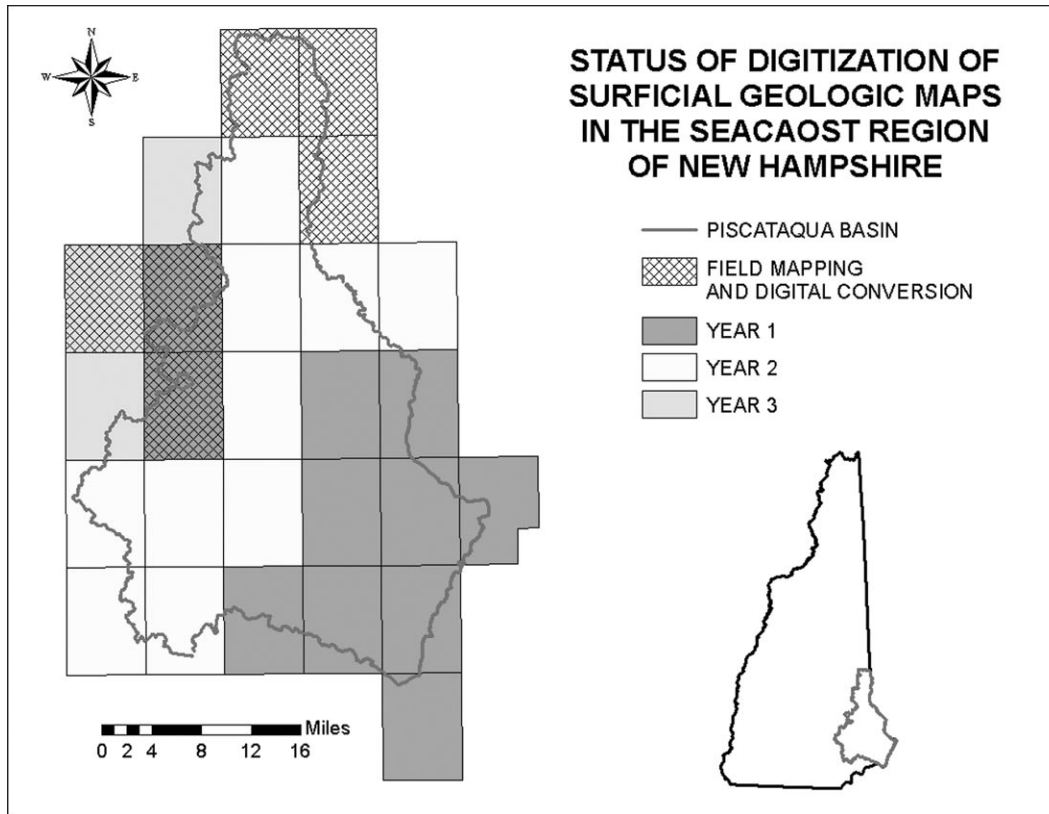 N
W E
S
STATUS OF DIGITIZATION OF
SURFICIAL GEOLOGIC MAPS
IN THE SEACAOST REGION
OF NEW HAMPSHIRE
PISCATAQUA BASIN
FIELD MAPPING
AND DIGITAL CONVERSION
YEAR 1
YEAR 2
YEAR 3
Miles
0 2 4 8 12 16